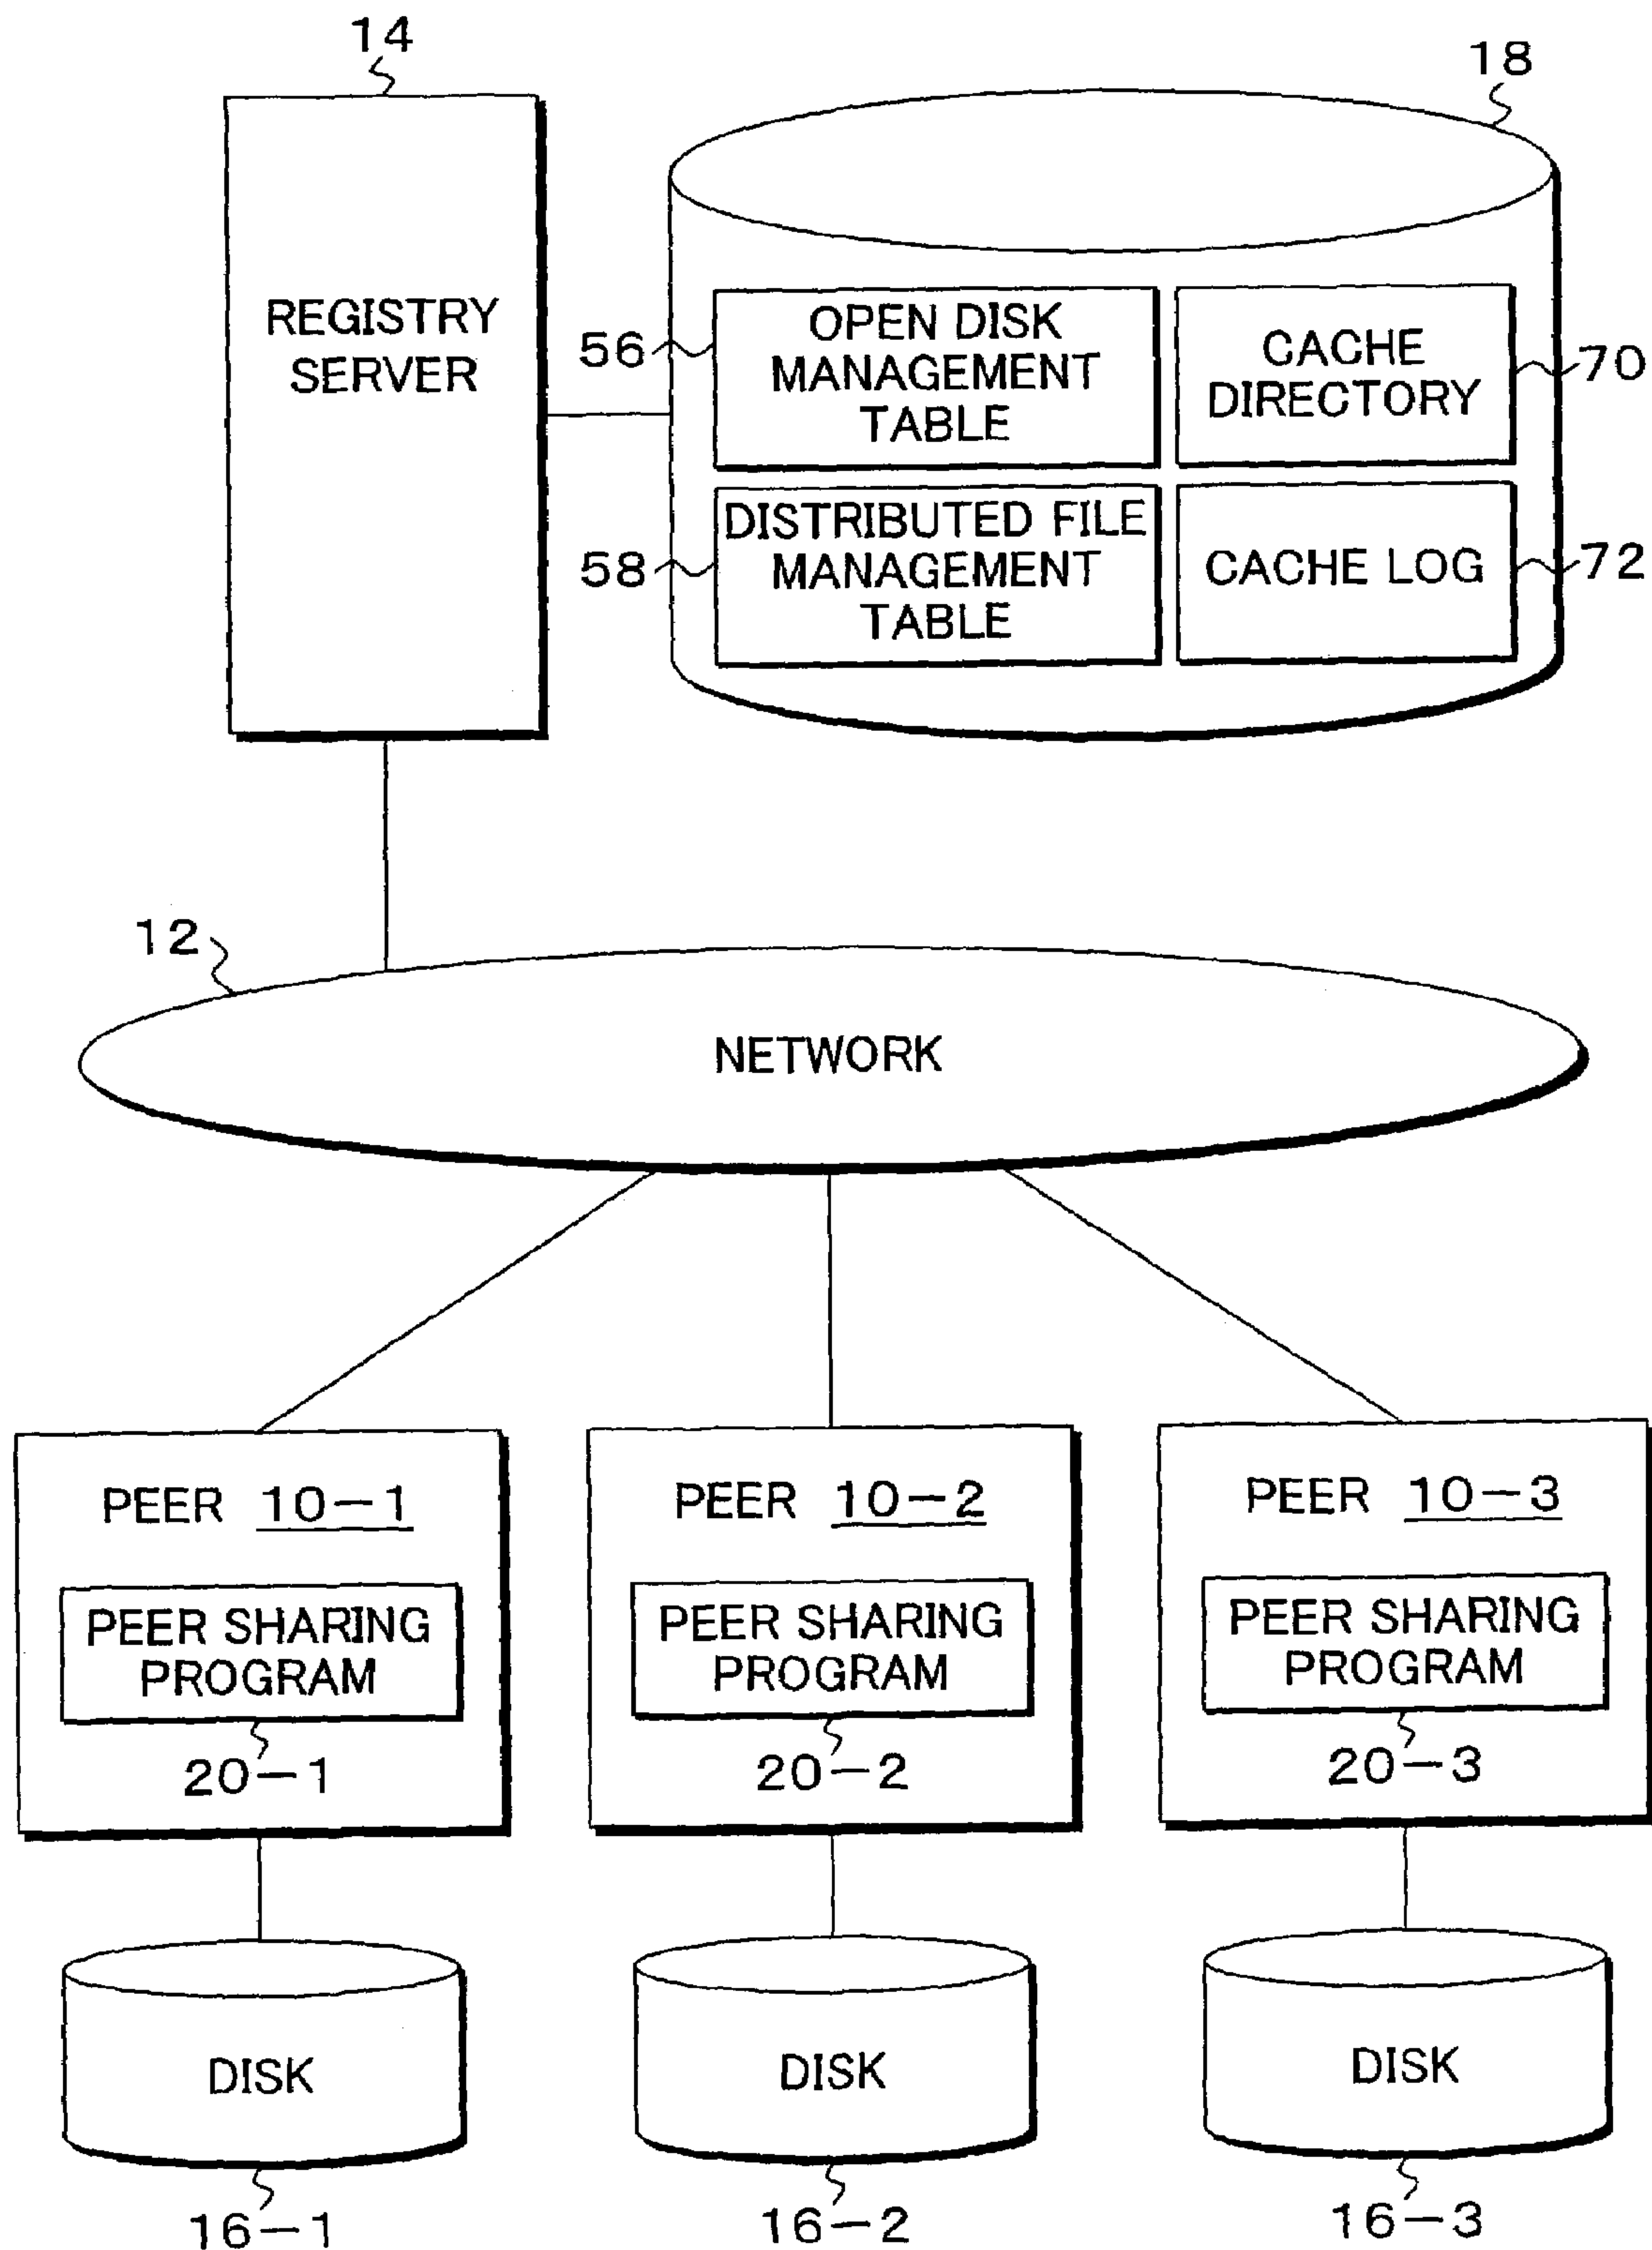 14
18
REGISTRY
SERVER
56
OPEN DISK
MANAGEMENT
TABLE
CACHE
DIRECTORY
70
58
DISTRIBUTED FILE
MANAGEMENT
TABLE
CACHE LOG
72
12
NETWORK
PEER 10-1
PEER SHARING
PROGRAM
20-1
PEER 10-2
PEER SHARING
PROGRAM
20-2
PEER 10-3
PEER SHARING
PROGRAM
20-3
DISK
16-1
DISK
16-2
DISK
16-3